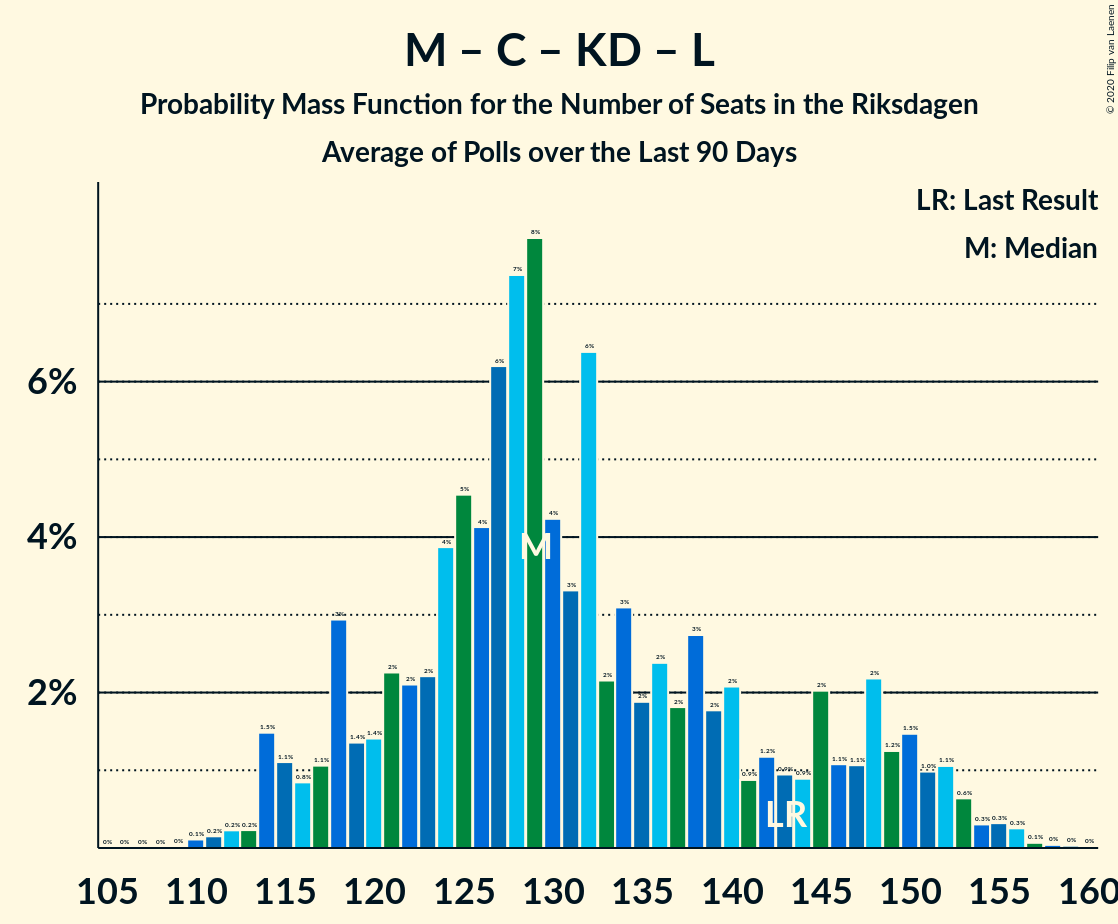 M – C – KD – L
Probability Mass Function for the Number of Seats in the Riksdagen
Average of Polls over the Last 90 Days
© 2020 Filip van Laenen
LR: Last Result
M: Median
6%
4%
2%
0% 0% 0% 0% 0% 0.1% 0.2% 0.2% 0.2% 1.5% 1.1% 0.8% 1.1% 3% 1.4% 1.4% 2% 2% 2% 4% 5% 4% 6% 7% 8% 4% 3% 6% 2% 3% 2% 2% 2% 3% 2% 2% 0.9% 1.2% 0.9% 0.9% 2% 1.1% 1.1% 2% 1.2% 1.5% 1.0% 1.1% 0.6% 0.3% 0.3% 0.3% 0.1% 0% 0% 0%
M
LR
105 110 115 120 125 130 135 140 145 150 155 160